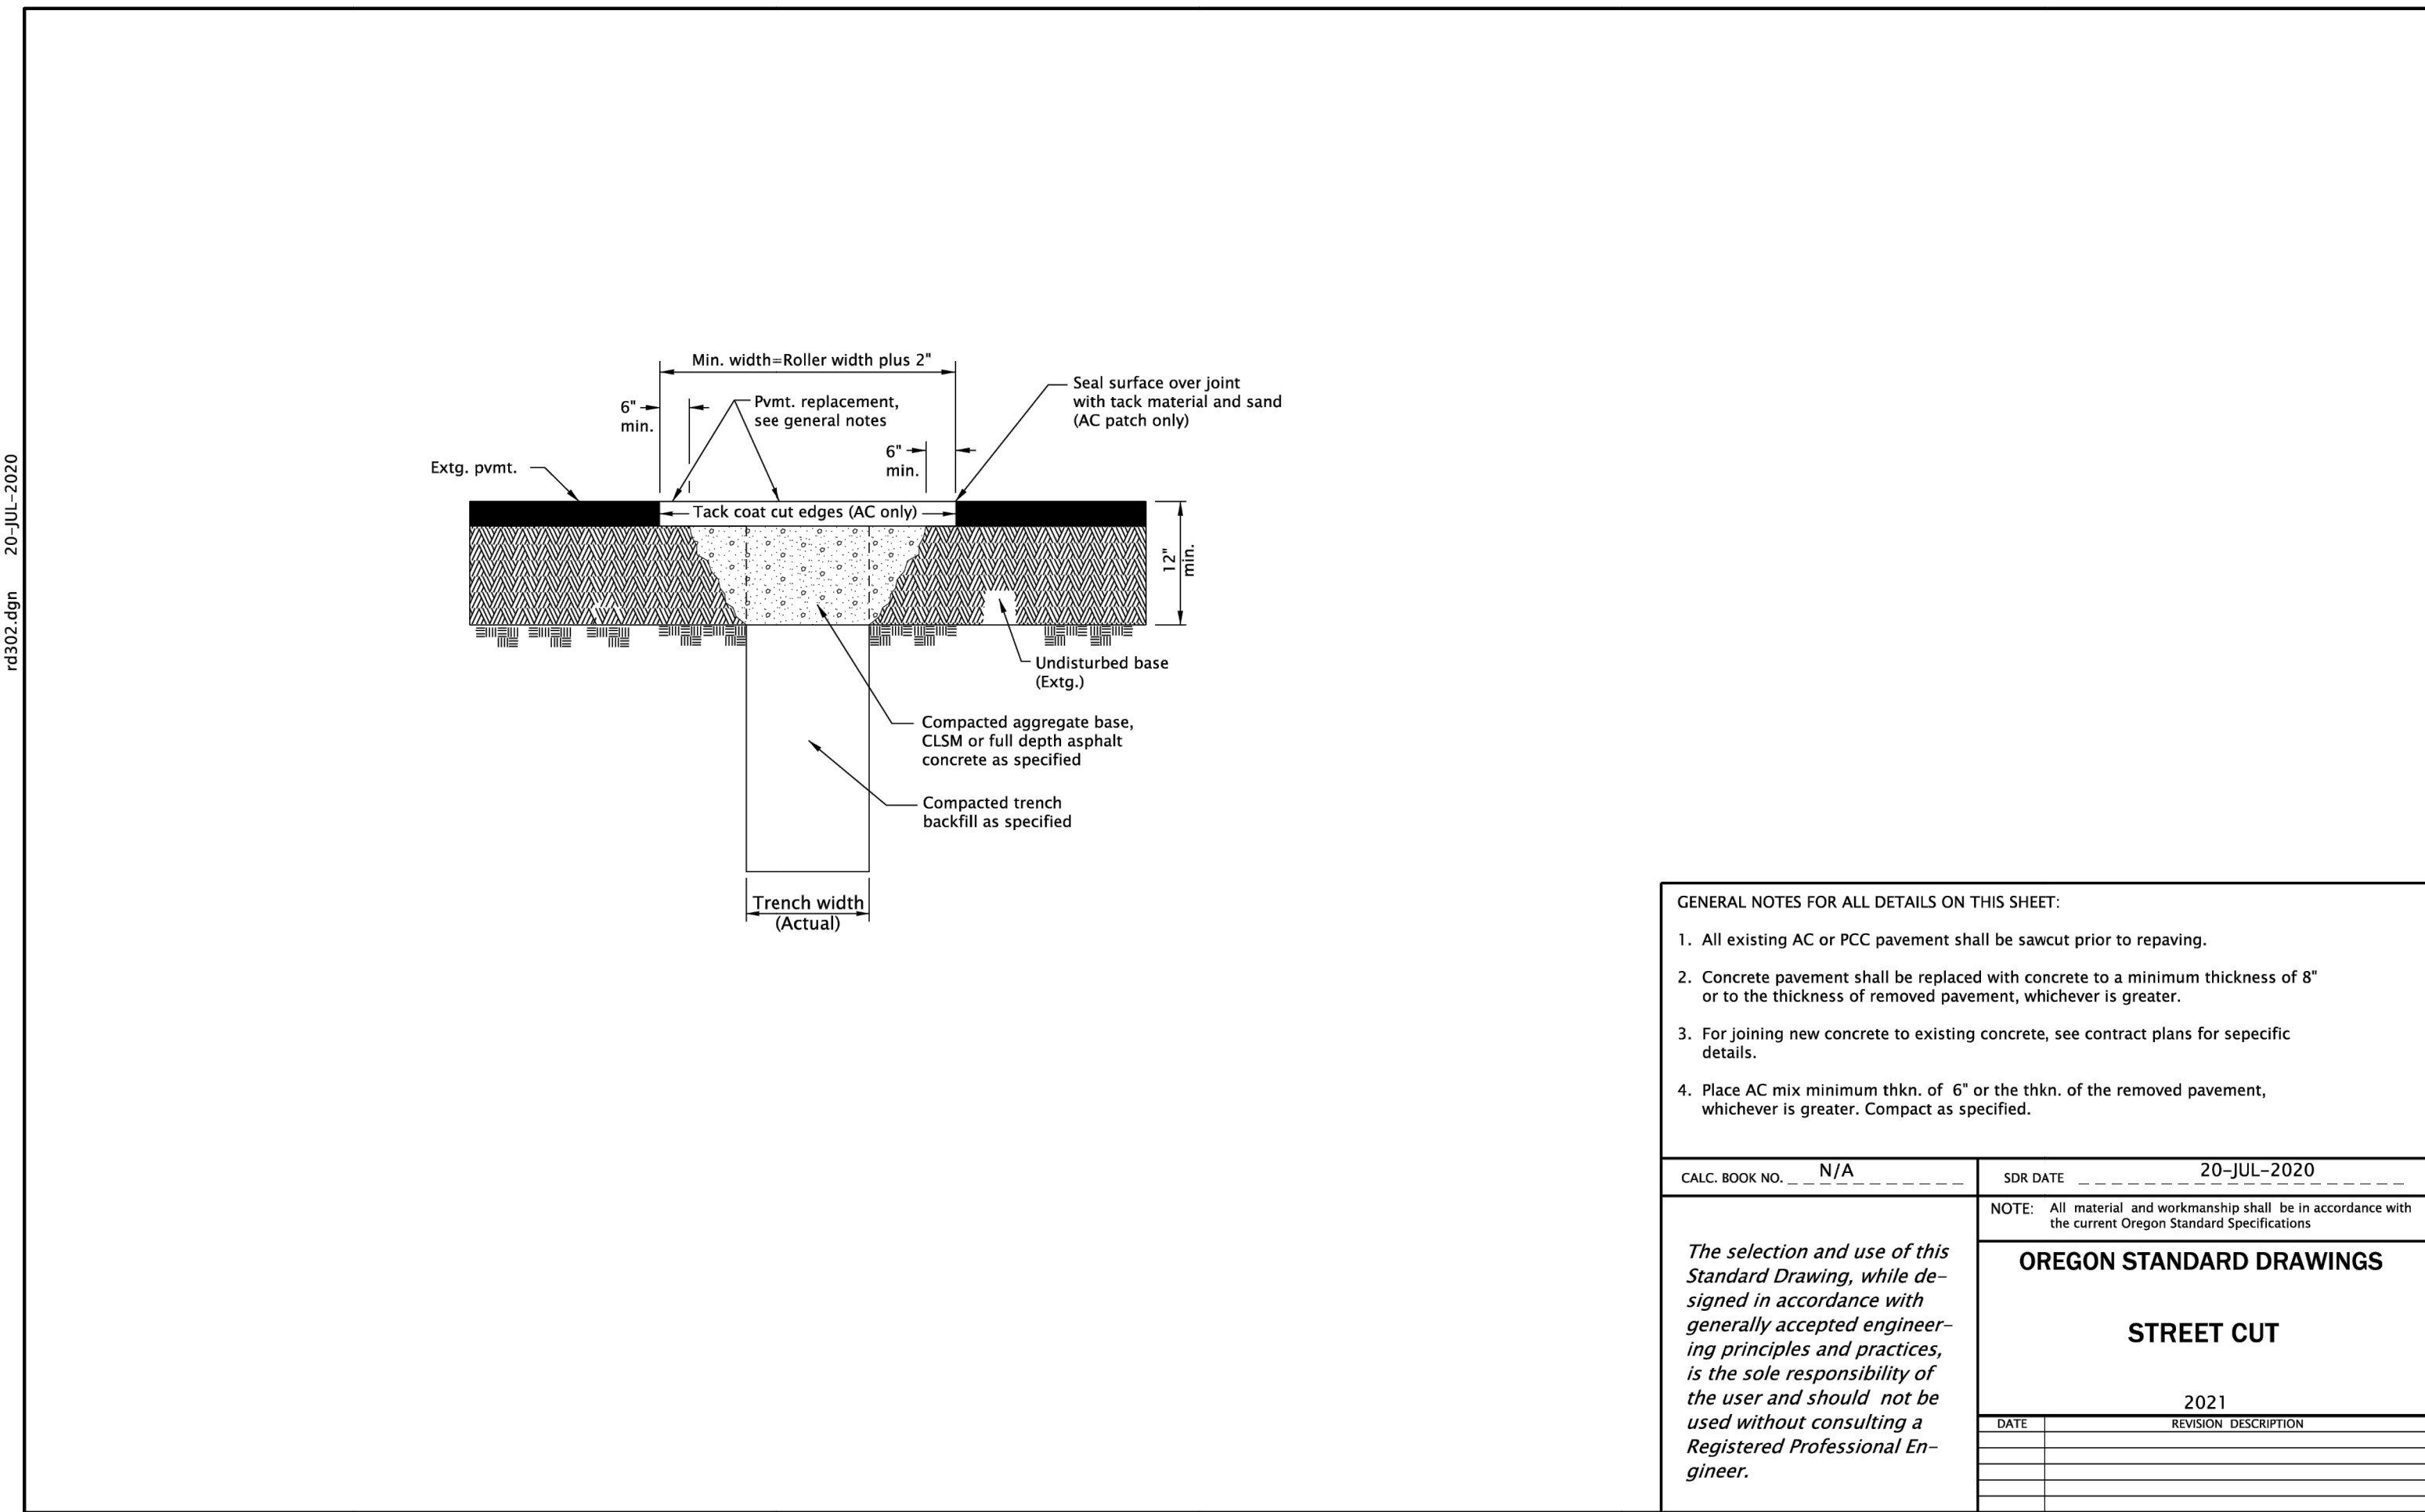 rd302.dgn 20-JUL-2020
Min. width=Roller width plus 2"
6"
min.
Pvmt. replacement,
see general notes
Seal surface over joint
with tack material and sand
(AC patch only)
6"
min.
Extg. pvmt.
Tack coat cut edges (AC only)
12"
min.
Undisturbed base
(Extg.)
Compacted aggregate base,
CLSM or full depth asphalt
concrete as specified
Compacted trench
backfill as specified
Trench width
(Actual)
GENERAL NOTES FOR ALL DETAILS ON THIS SHEET:
1. All existing AC or PCC pavement shall be sawcut prior to repaving.
2. Concrete pavement shall be replaced with concrete to a minimum thickness of 8"
or to the thickness of removed pavement, whichever is greater.
3. For joining new concrete to existing concrete, see contract plans for sepecific
details.
4. Place AC mix minimum thkn. of 6" or the thkn. of the removed pavement,
whichever is greater. Compact as specified.
CALC. BOOK NO. N/A
SDR DATE 20-JUL-2020
NOTE: All material and workmanship shall be in accordance with
the current Oregon Standard Specifications
The selection and use of this
Standard Drawing, while de-
signed in accordance with
generally accepted engineer-
ing principles and practices,
is the sole responsibility of
the user and should not be
used without consulting a
Registered Professional En-
gineer.
OREGON STANDARD DRAWINGS
STREET CUT
2021
DATE REVISION DESCRIPTION